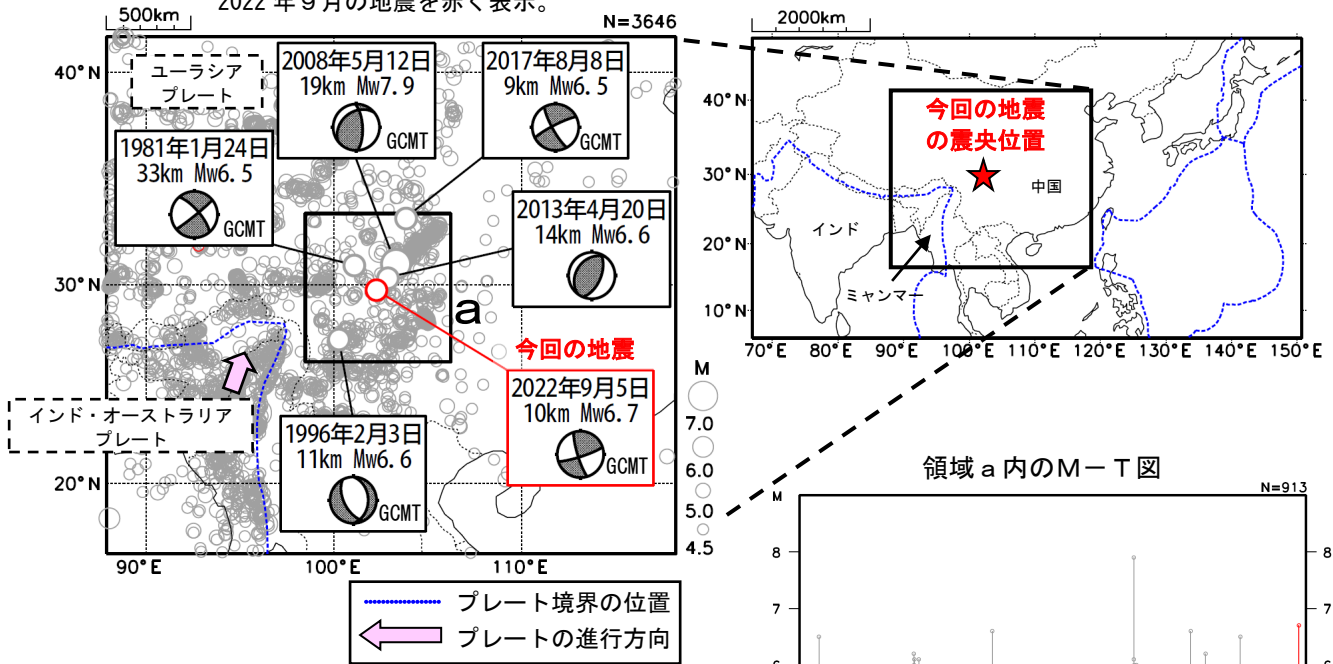 2022 年９月の地震を赤く表示。
500km
N=3646
40°N
30°N
20°N
90°E
100°E
110°E
ユーラシア
プレート
2008年5月12日
19km Mw7.9
GCMT
2017年8月8日
9km Mw6.5
GCMT
1981年1月24日
33km Mw6.5
GCMT
2013年4月20日
14km Mw6.6
a
今回の地震
2022年9月5日
10km Mw6.7
GCMT
インド・オーストラリア
プレート
1996年2月3日
11km Mw6.6
GCMT
M
7.0
6.0
5.0
4.5
プレート境界の位置
プレートの進行方向
2000km
40°N
30°N
20°N
10°N
70°E
80°E
90°E
100°E
110°E
120°E
130°E
140°E
150°E
今回の地震
の震央位置
中国
インド
ミャンマー
領域ａ内のＭ－Ｔ図
M
N=913
8
8
7
7